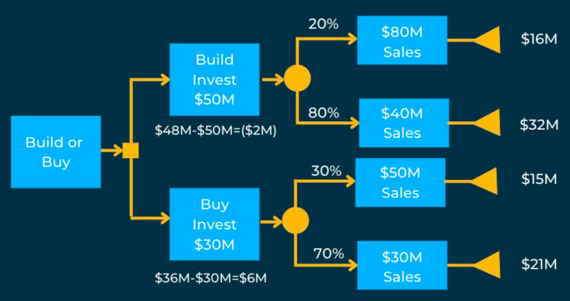 Build or
Buy
Build
Invest
$50M
$48M-$50M=($2M)
Buy
Invest
$30M
$36M-$30M=$6M
20%
80%
30%
70%
$80M
Sales
$40M
Sales
$50M
Sales
$30M
Sales
$16M
$32M
$15M
$21M